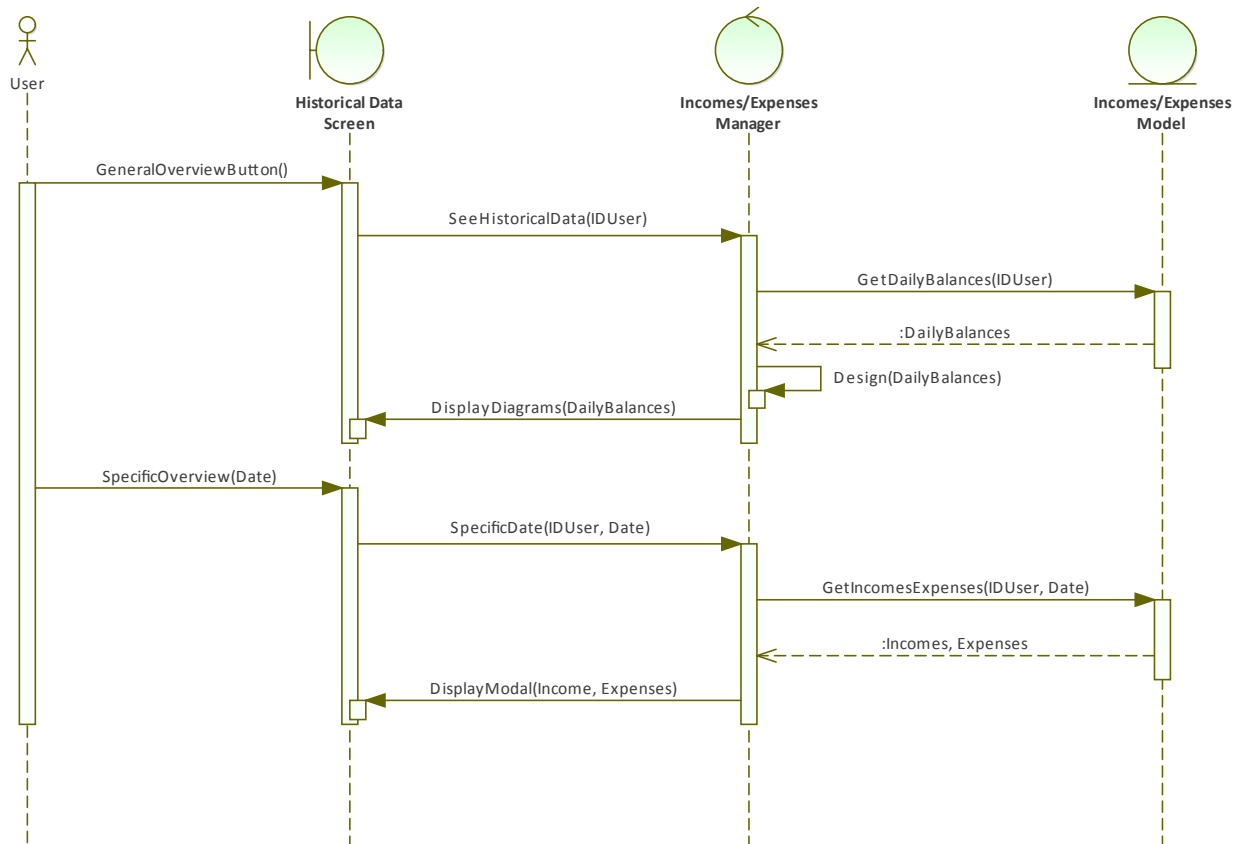 User
Historical Data
Screen
Incomes/Expenses
Manager
Incomes/Expenses
Model
GeneralOverviewButton()
SeeHistoricalData(IDUser)
GetDailyBalances(IDUser)
:DailyBalances
Design(DailyBalances)
DisplayDiagrams(DailyBalances)
SpecificOverview(Date)
SpecificDate(IDUser, Date)
GetIncomesExpenses(IDUser, Date)
:Incomes, Expenses
DisplayModal(Income, Expenses)